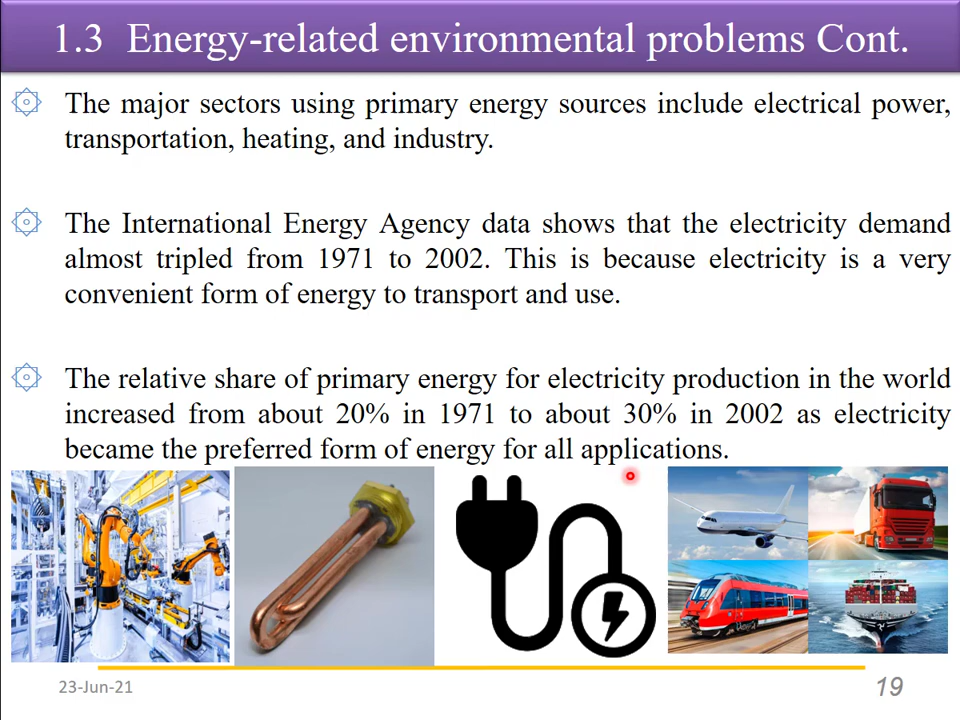 1.3 Energy-related environmental problems Cont.
The major sectors using primary energy sources include electrical power,
transportation, heating, and industry.
The International Energy Agency data shows that the electricity demand
almost tripled from 1971 to 2002. This is because electricity is a very
convenient form of energy to transport and use.
The relative share of primary energy for electricity production in the world
increased from about 20% in 1971 to about 30% in 2002 as electricity
became the preferred form of energy for all applications.
23-Jun-21
19